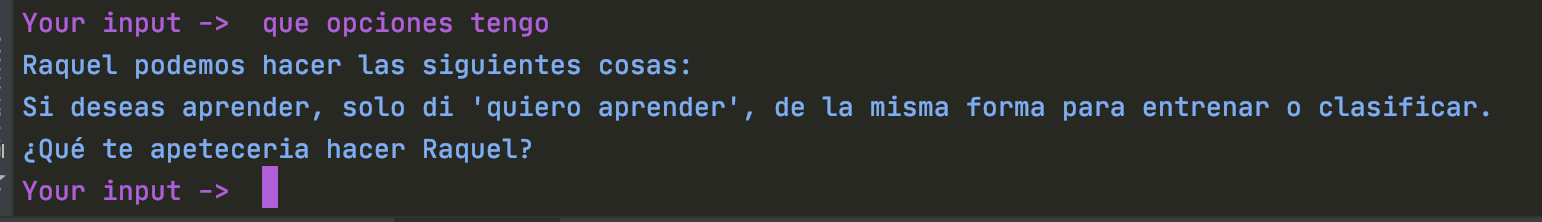 Your input ->  que opciones tengo
Raquel podemos hacer las siguientes cosas:
Si deseas aprender, solo di 'quiero aprender', de la misma forma para entrenar o clasificar.
¿Qué te apeteceria hacer Raquel?
Your input ->